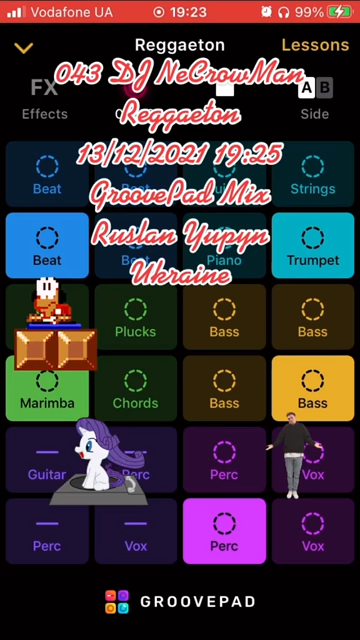 Vodafone UA 19:23 99%
Reggaeton Lessons
043 DJ NeCrowMan
FX AB
Reggaeton
Effects Side
13/12/2021 19:25
GroovePad Mix
Beat Strings
Ruslan Yupyn
Beat Beat Piano Trumpet
Ukraine
Plucks Bass Bass
Marimba Chords Bass Bass
Guitar Perc Perc Vox
Perc Vox Perc Vox
GROOVEPAD